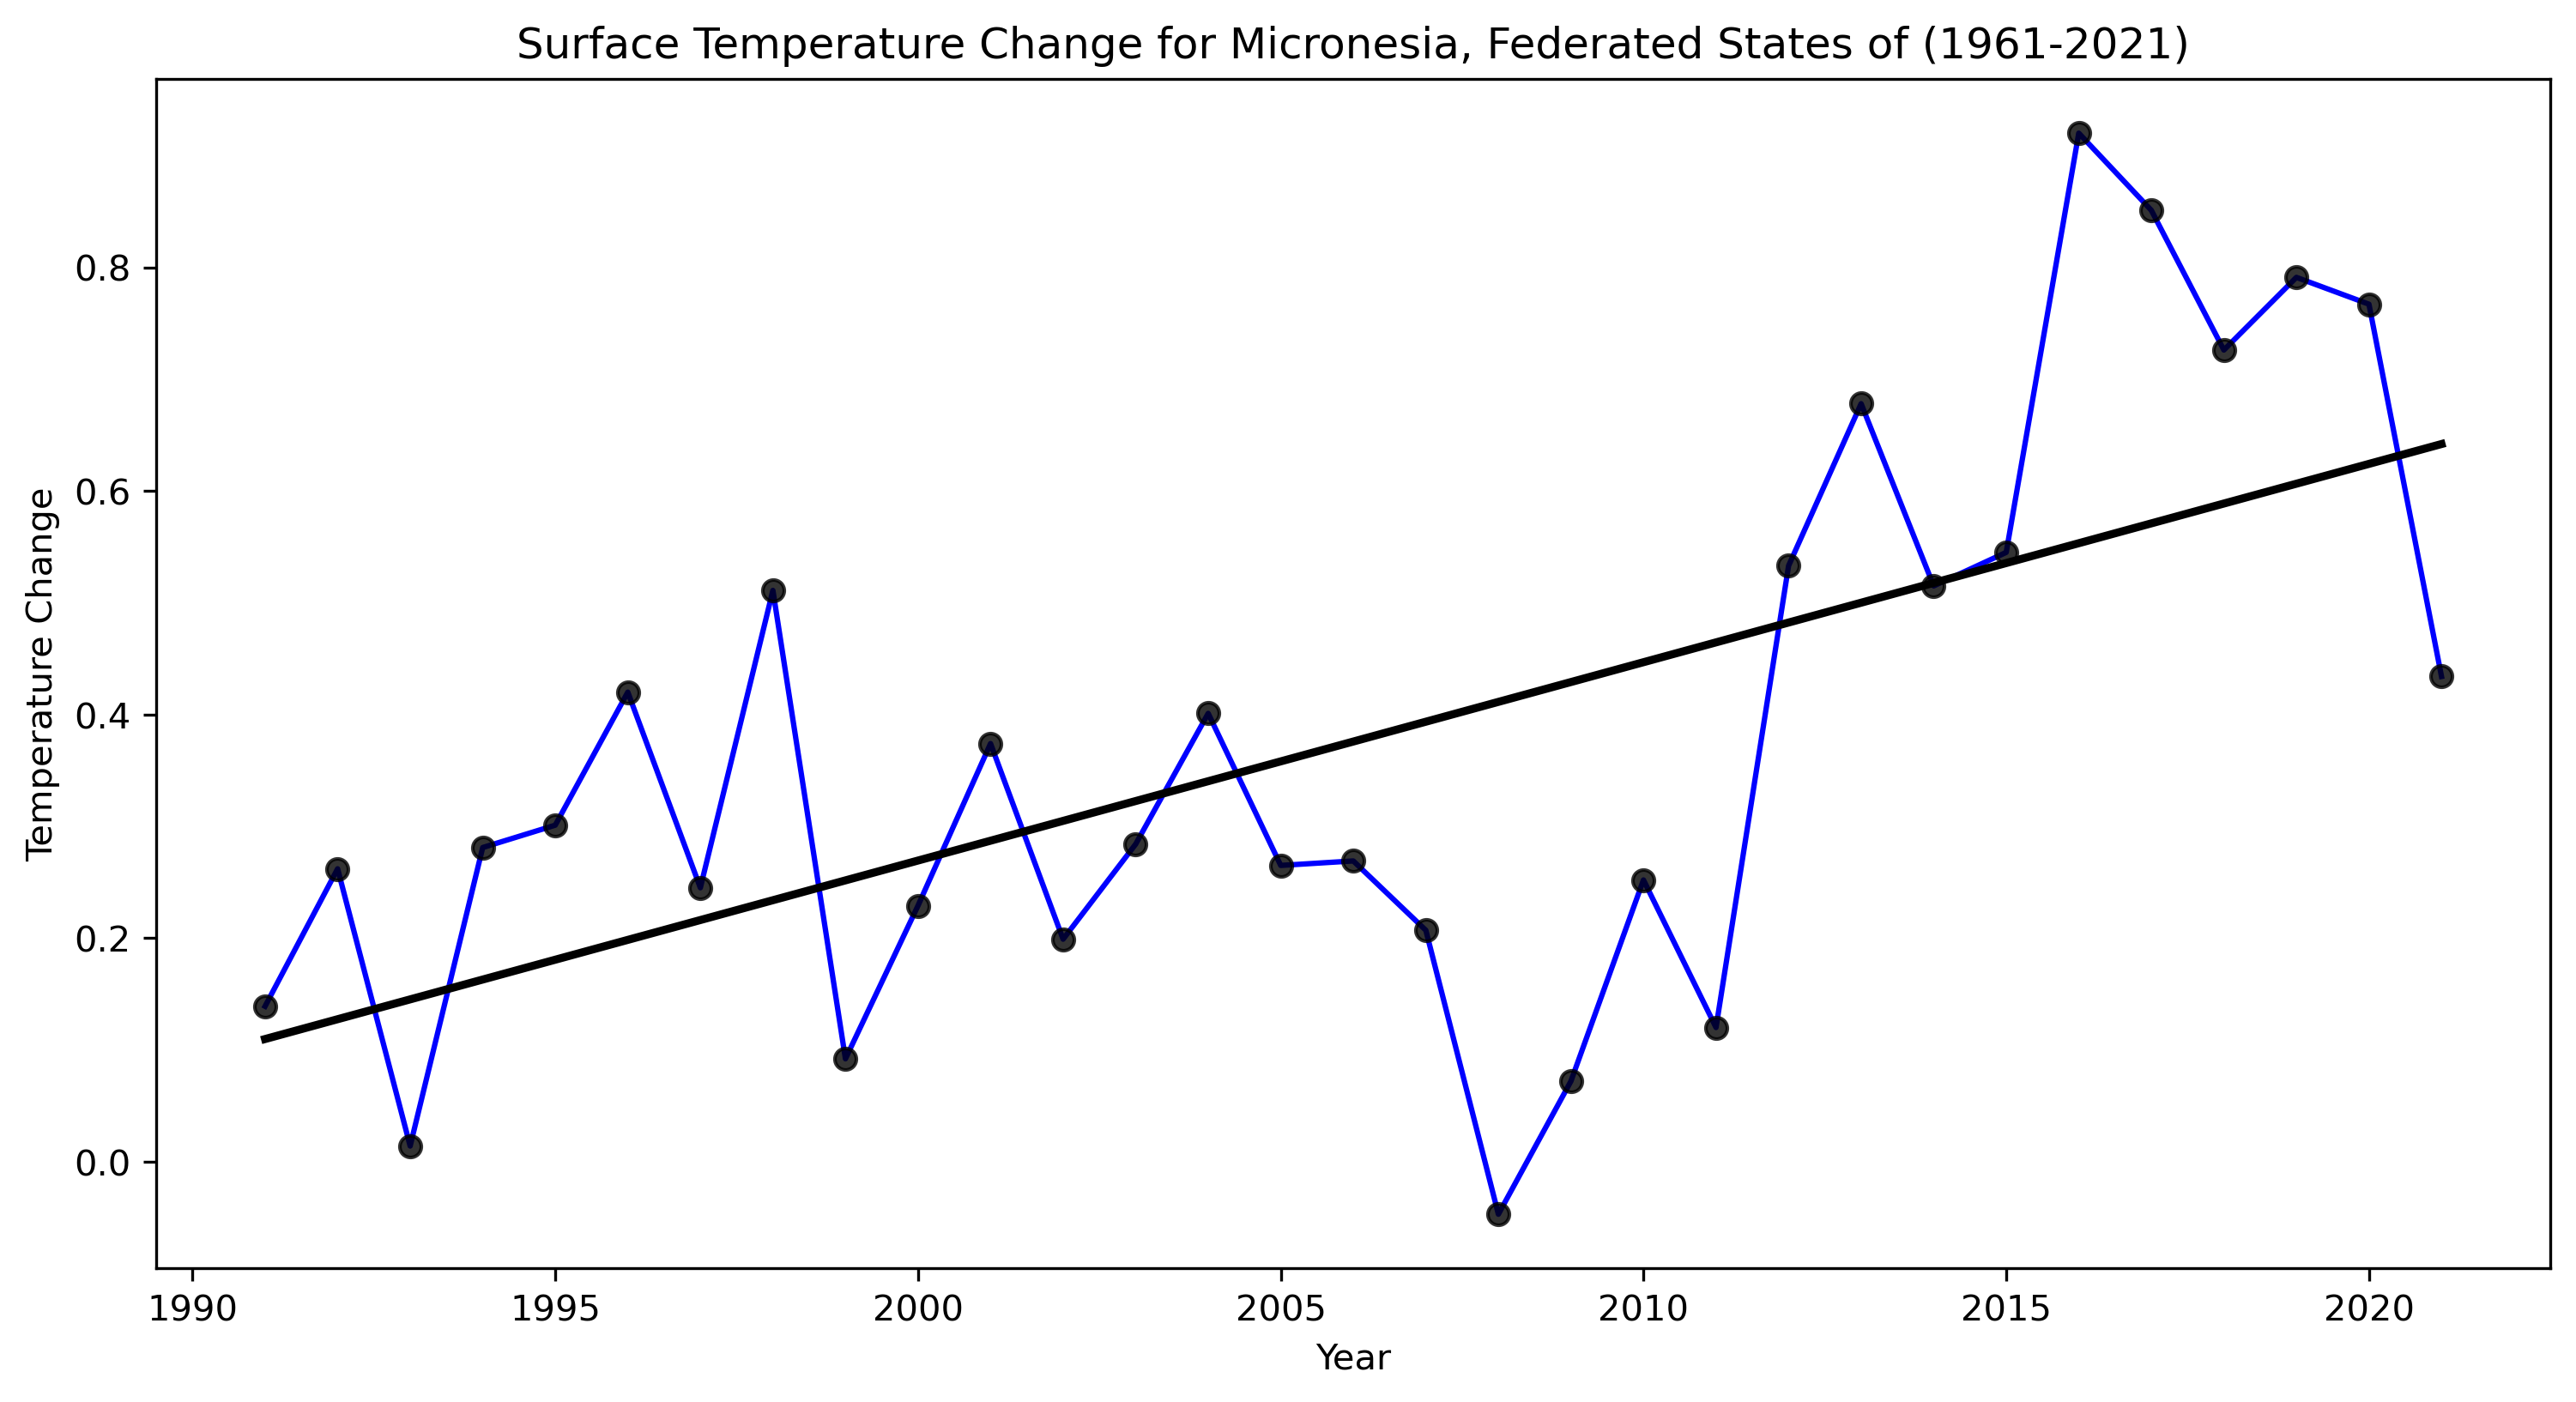 Surface Temperature Change for Micronesia, Federated States of (1961-2021)
Temperature Change
0.8
0.6
0.4
0.2
0.0
1990 1995 2000 2005 2010 2015 2020
Year